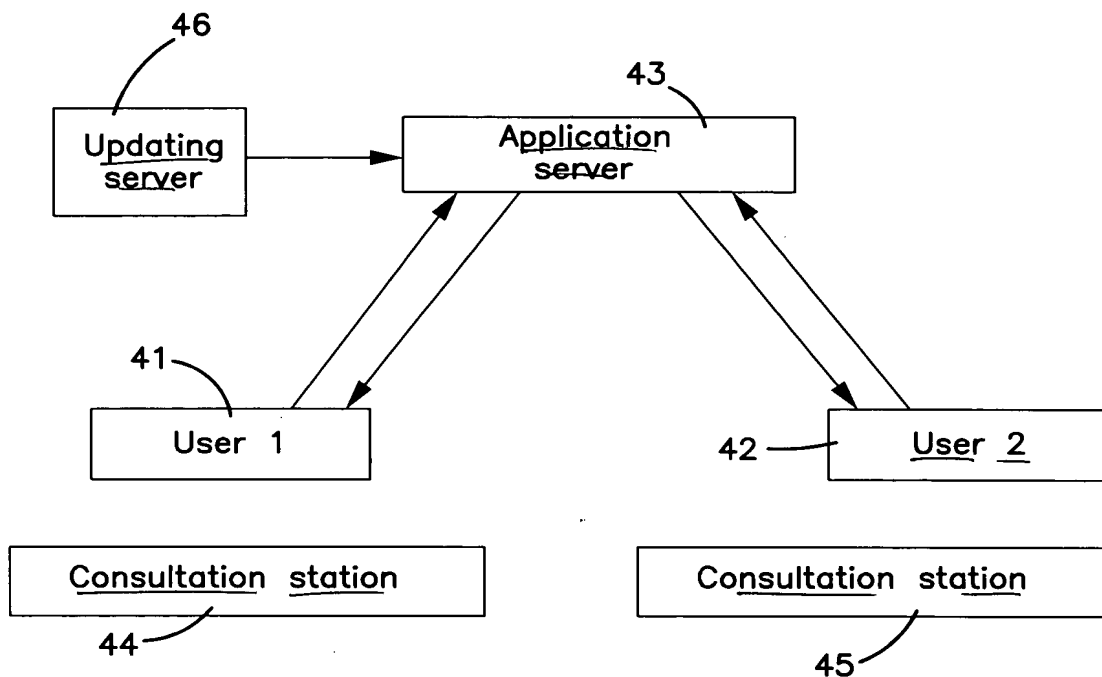 46
43
Updating
server
Application
server
41
User 1
42
User 2
Consultation station
Consultation station
44
45